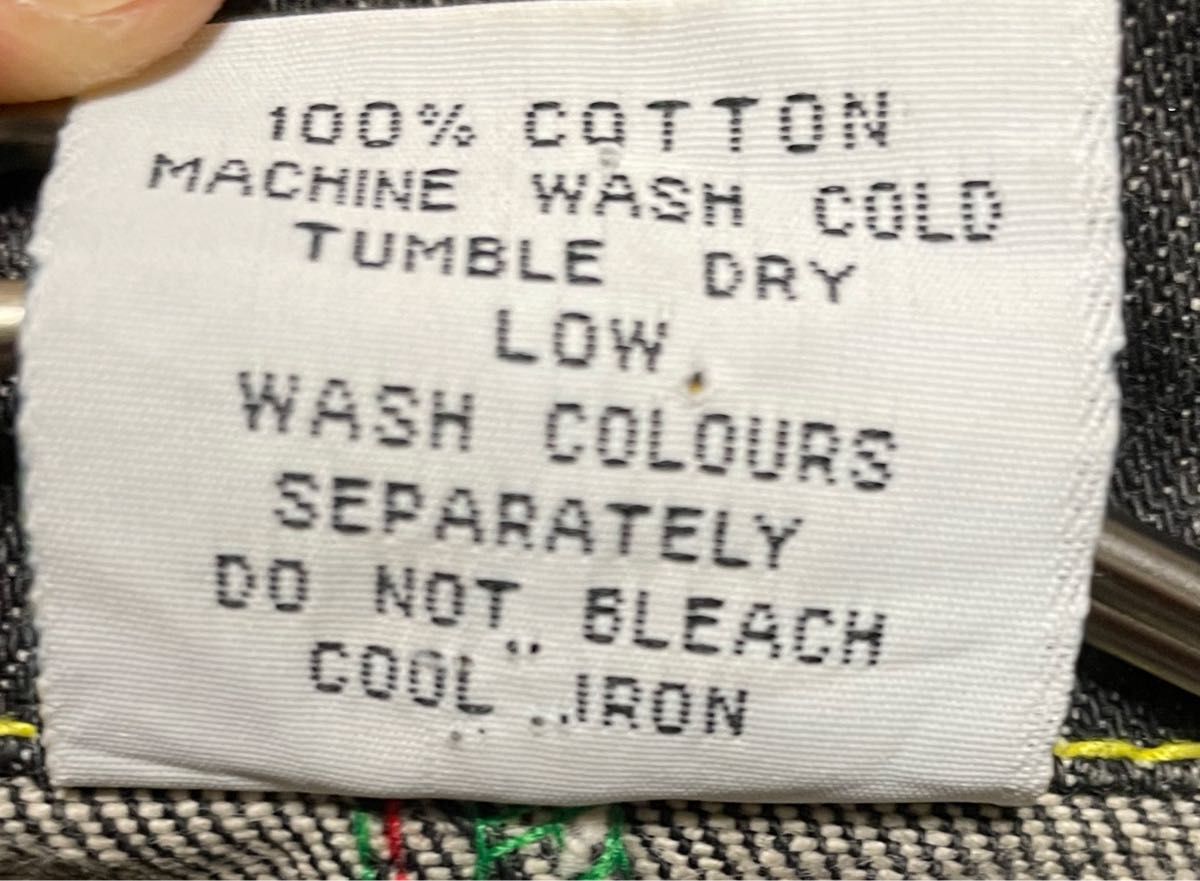 100% COTTON
MACHINE WASH COLD
TUMBLE DRY
LOW
WASH COLOURS
SEPARATELY
DO NOT BLEACH
COOL IRON